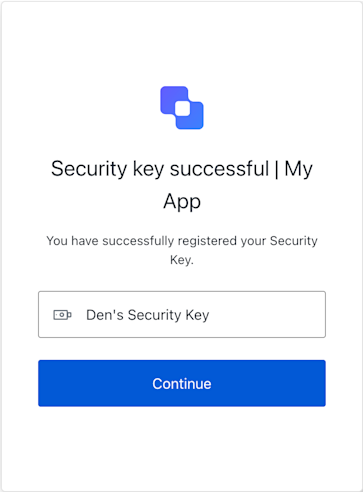 Security key successful | My
App
You have successfully registered your Security
Key.
Den's Security Key
Continue